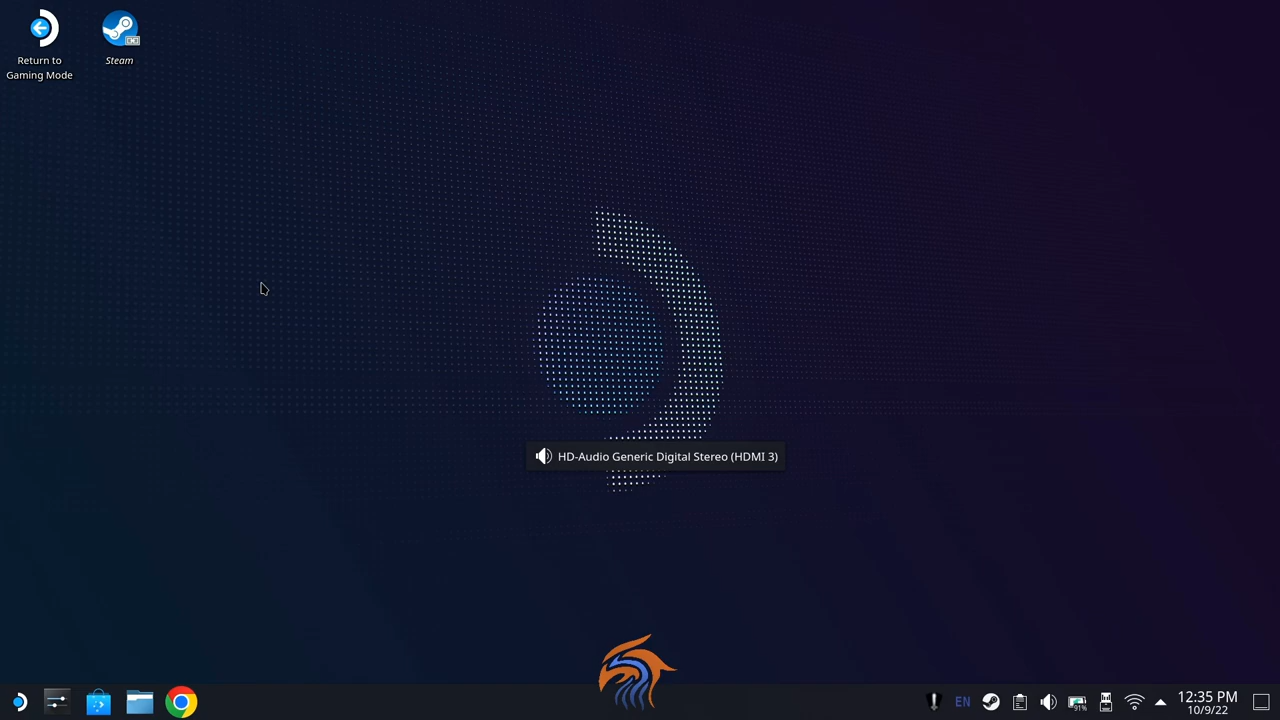 Return to
Gaming Mode
Steam
HD-Audio Generic Digital Stereo (HDMI 3)
EN
91%
12:35 PM
10/9/22